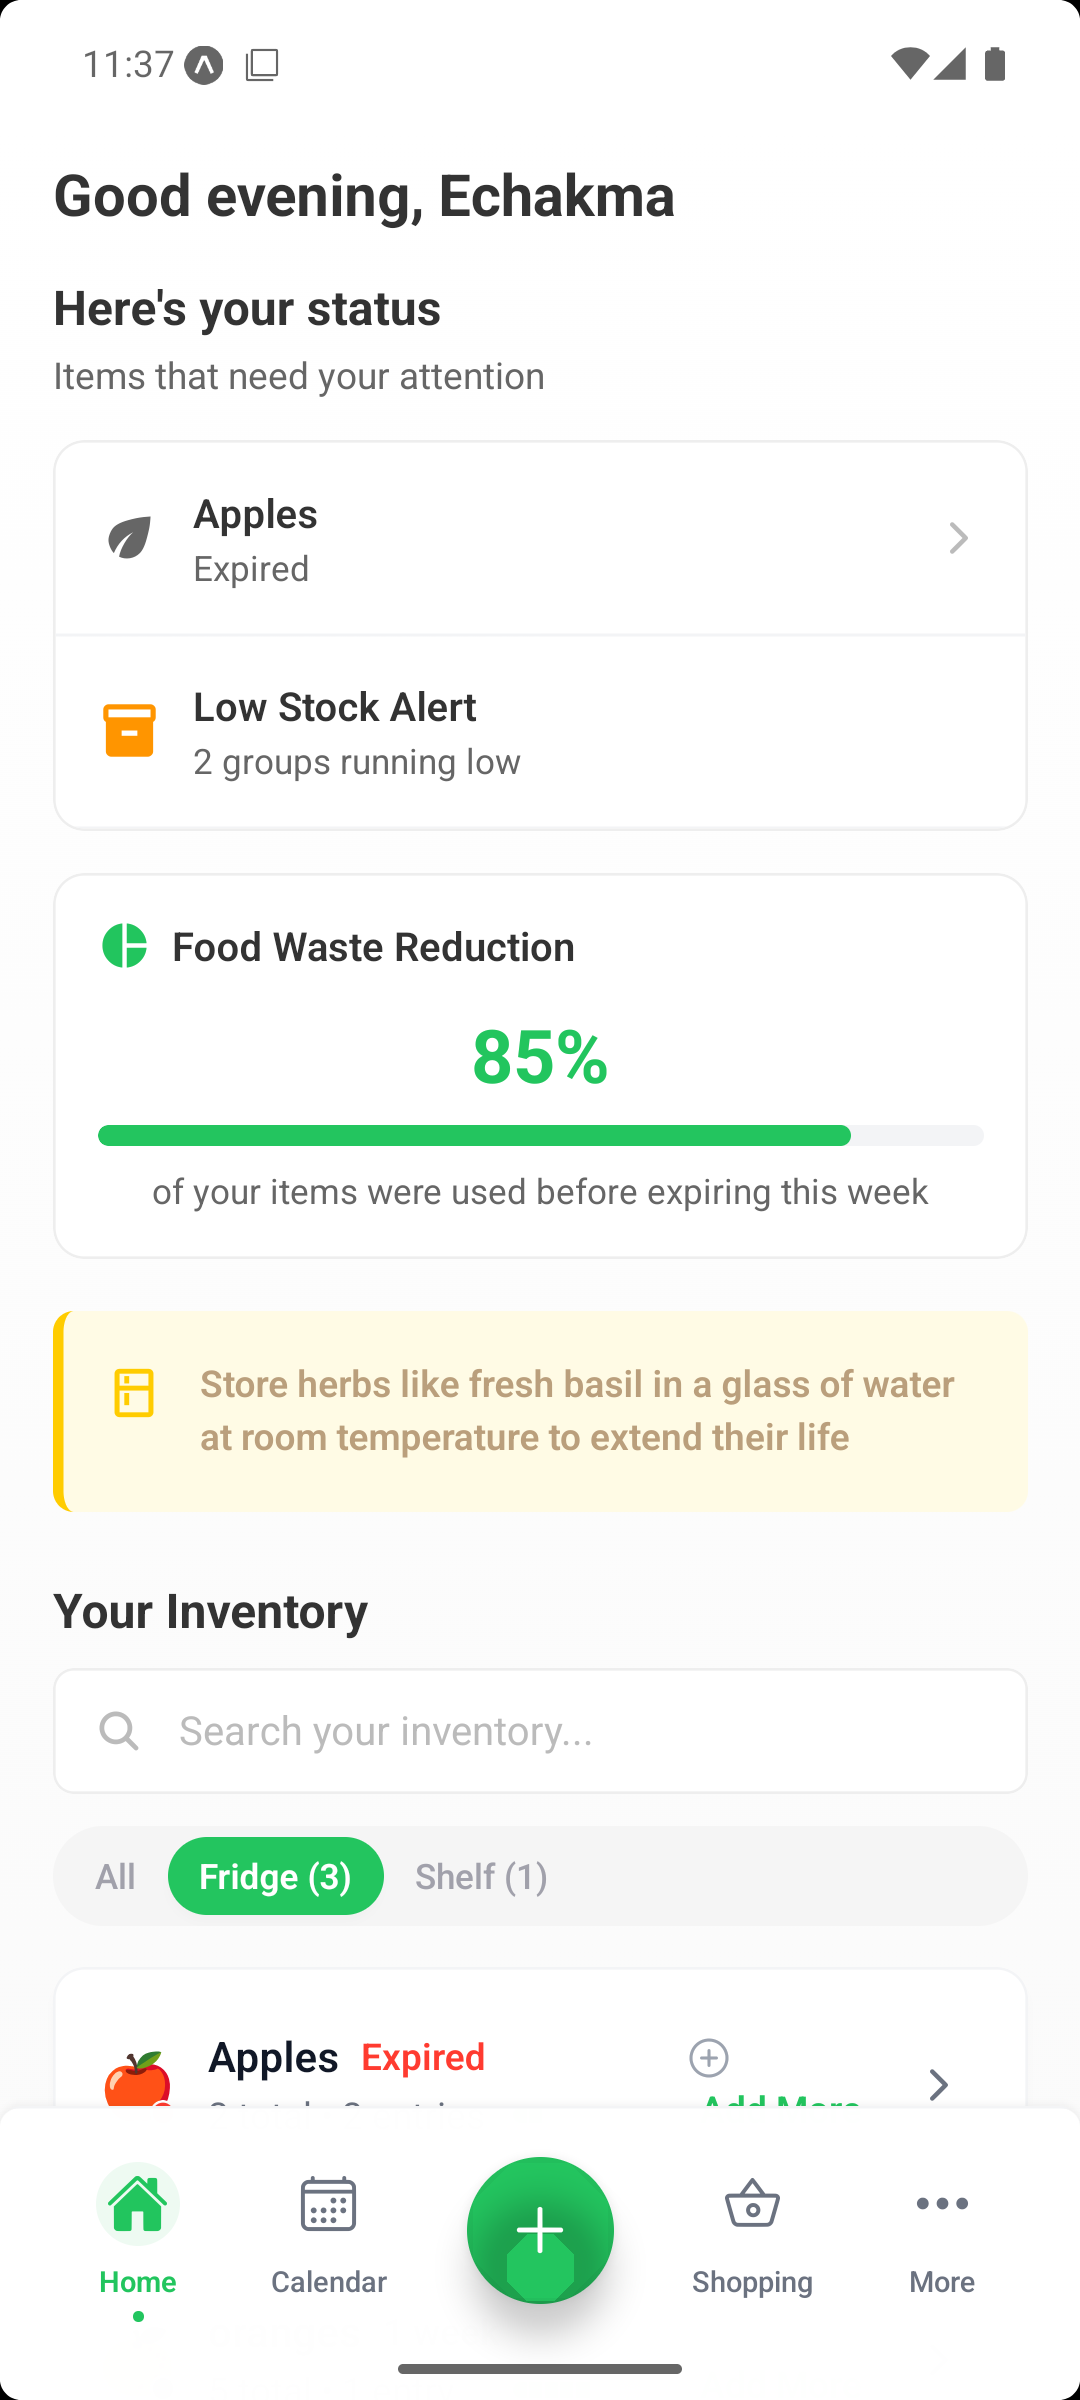 11:37
Good evening, Echakma
Here's your status
Items that need your attention
Apples
Expired
Low Stock Alert
2 groups running low
Food Waste Reduction
85%
of your items were used before expiring this week
Store herbs like fresh basil in a glass of water
at room temperature to extend their life
Your Inventory
Search your inventory...
All Fridge (3) Shelf (1)
Apples Expired
Add More
Home Calendar Shopping More